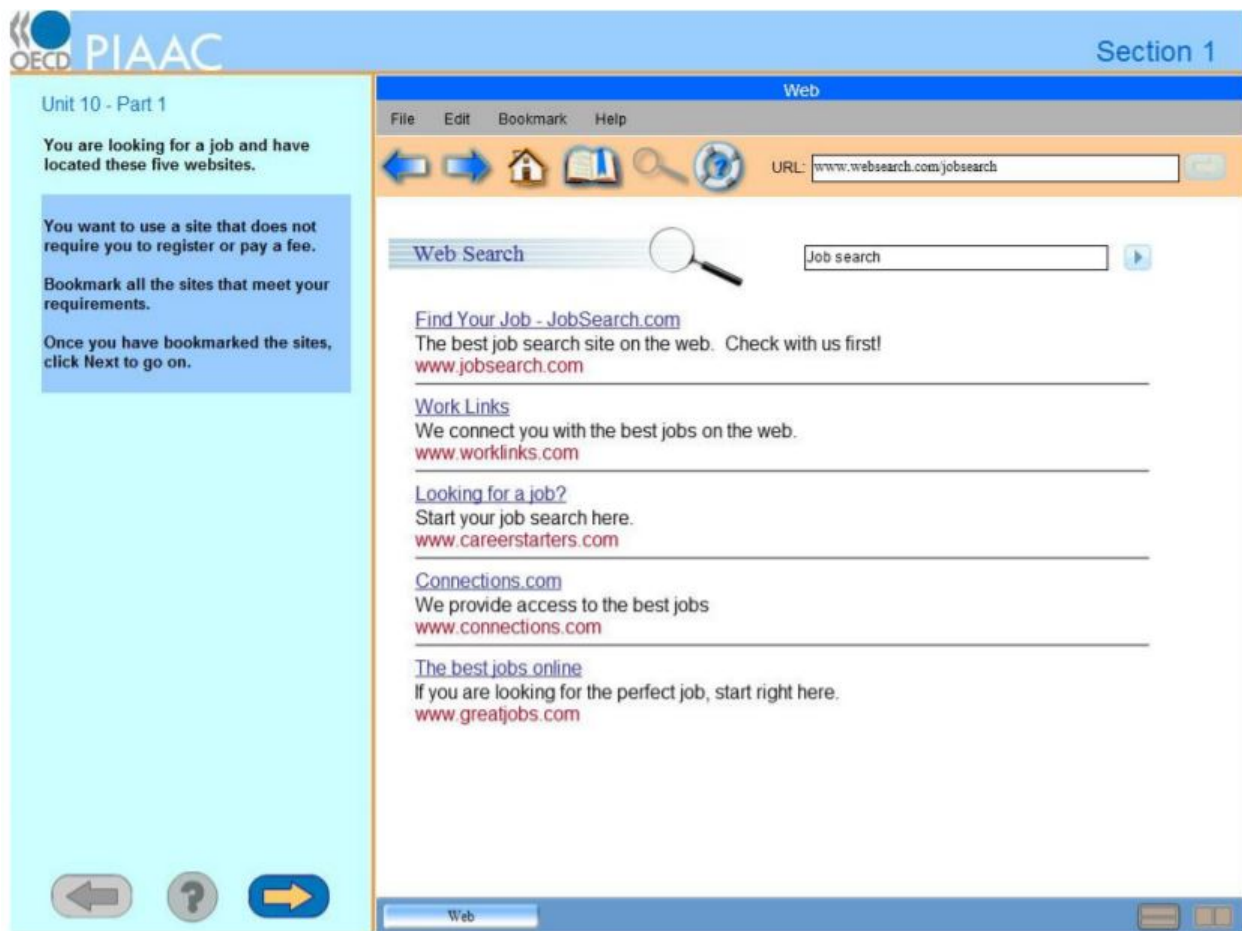 OECD PIAAC
Section 1
Unit 10 - Part 1
You are looking for a job and have
located these five websites.
You want to use a site that does not
require you to register or pay a fee.
Bookmark all the sites that meet your
requirements.
Once you have bookmarked the sites,
click Next to go on.
Web
File Edit Bookmark Help
URL: www.websearch.com/jobsearch
Web Search
Job search
Find Your Job - JobSearch.com
The best job search site on the web. Check with us first!
www.jobsearch.com
Work Links
We connect you with the best jobs on the web.
www.worklinks.com
Looking for a job?
Start your job search here.
www.careerstarters.com
Connections.com
We provide access to the best jobs
www.connections.com
The best jobs online
If you are looking for the perfect job, start right here.
www.greatjobs.com
?
Web